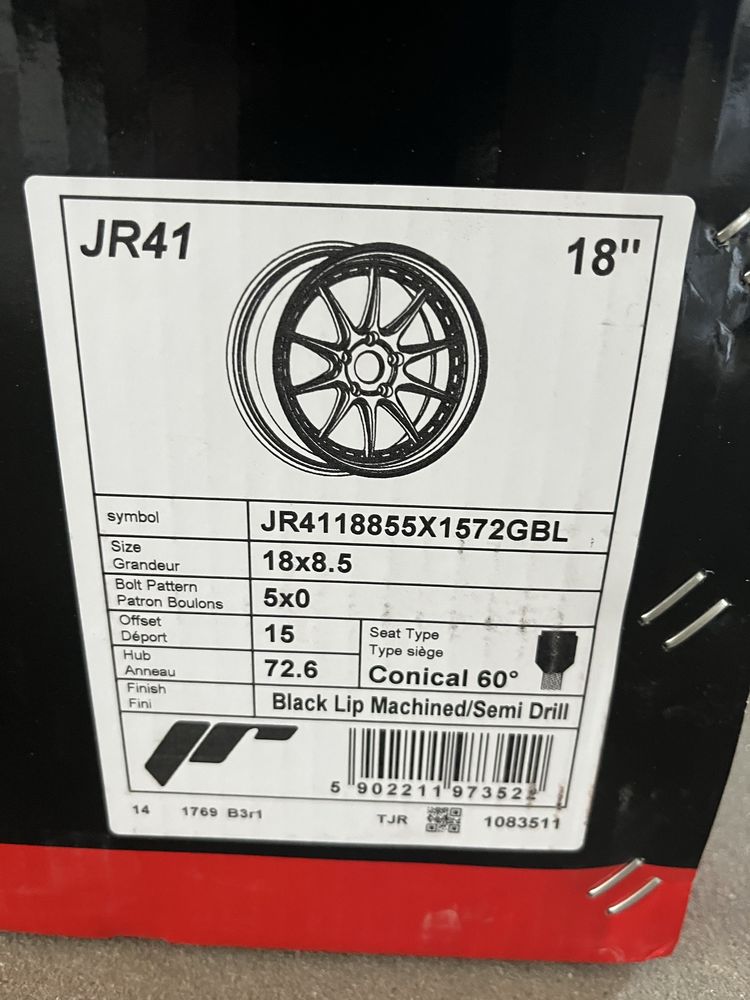 JR41
18"
symbol
JR4118855X1572GBL
Size
Grandeur
18x8.5
Bolt Pattern
Patron Boulons
5x0
Offset
Déport
15
Seat Type
Type siège
Conical 60°
Hub
Anneau
72.6
Finish
Fini
Black Lip Machined/Semi Drill
jr
5 902211 973522
14 1769 B3r1
TJR
1083511